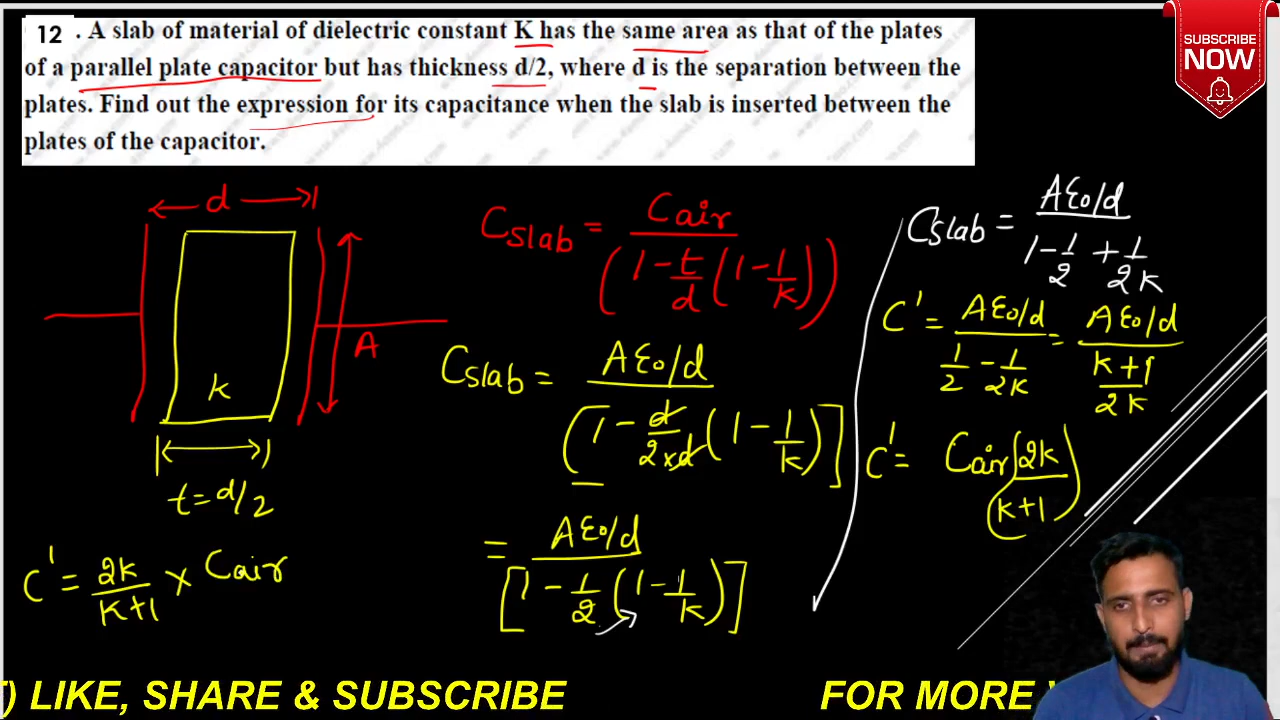 12 . A slab of material of dielectric constant K has the same area as that of the plates
of a parallel plate capacitor but has thickness d/2, where d is the separation between the
plates. Find out the expression for its capacitance when the slab is inserted between the
plates of the capacitor.
SUBSCRIBE
NOW
d
A
k
t=d/2
C' = 2k/(k+1) × Cair
Cslab = Cair/(1-t/d(1-1/k))
Cslab = Aε0/d/[1-d/2×d(1-1/k)]
= Aε0/d/[1-1/2(1-1/k)]
Cslab = Aε0/d/1-1/2+1/2k
C' = Aε0/d/1/2-1/2k = Aε0/d/k+1/2k
C' = Cair(2k/k+1)
T) LIKE, SHARE & SUBSCRIBE
FOR MORE